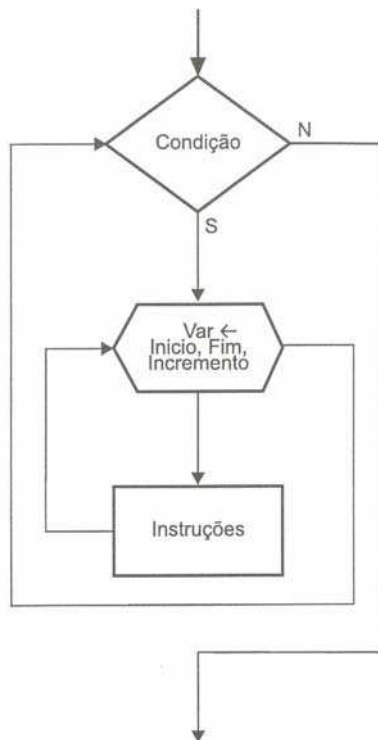 Condição
N
S
Var ←
Inicio, Fim,
Incremento
Instruções